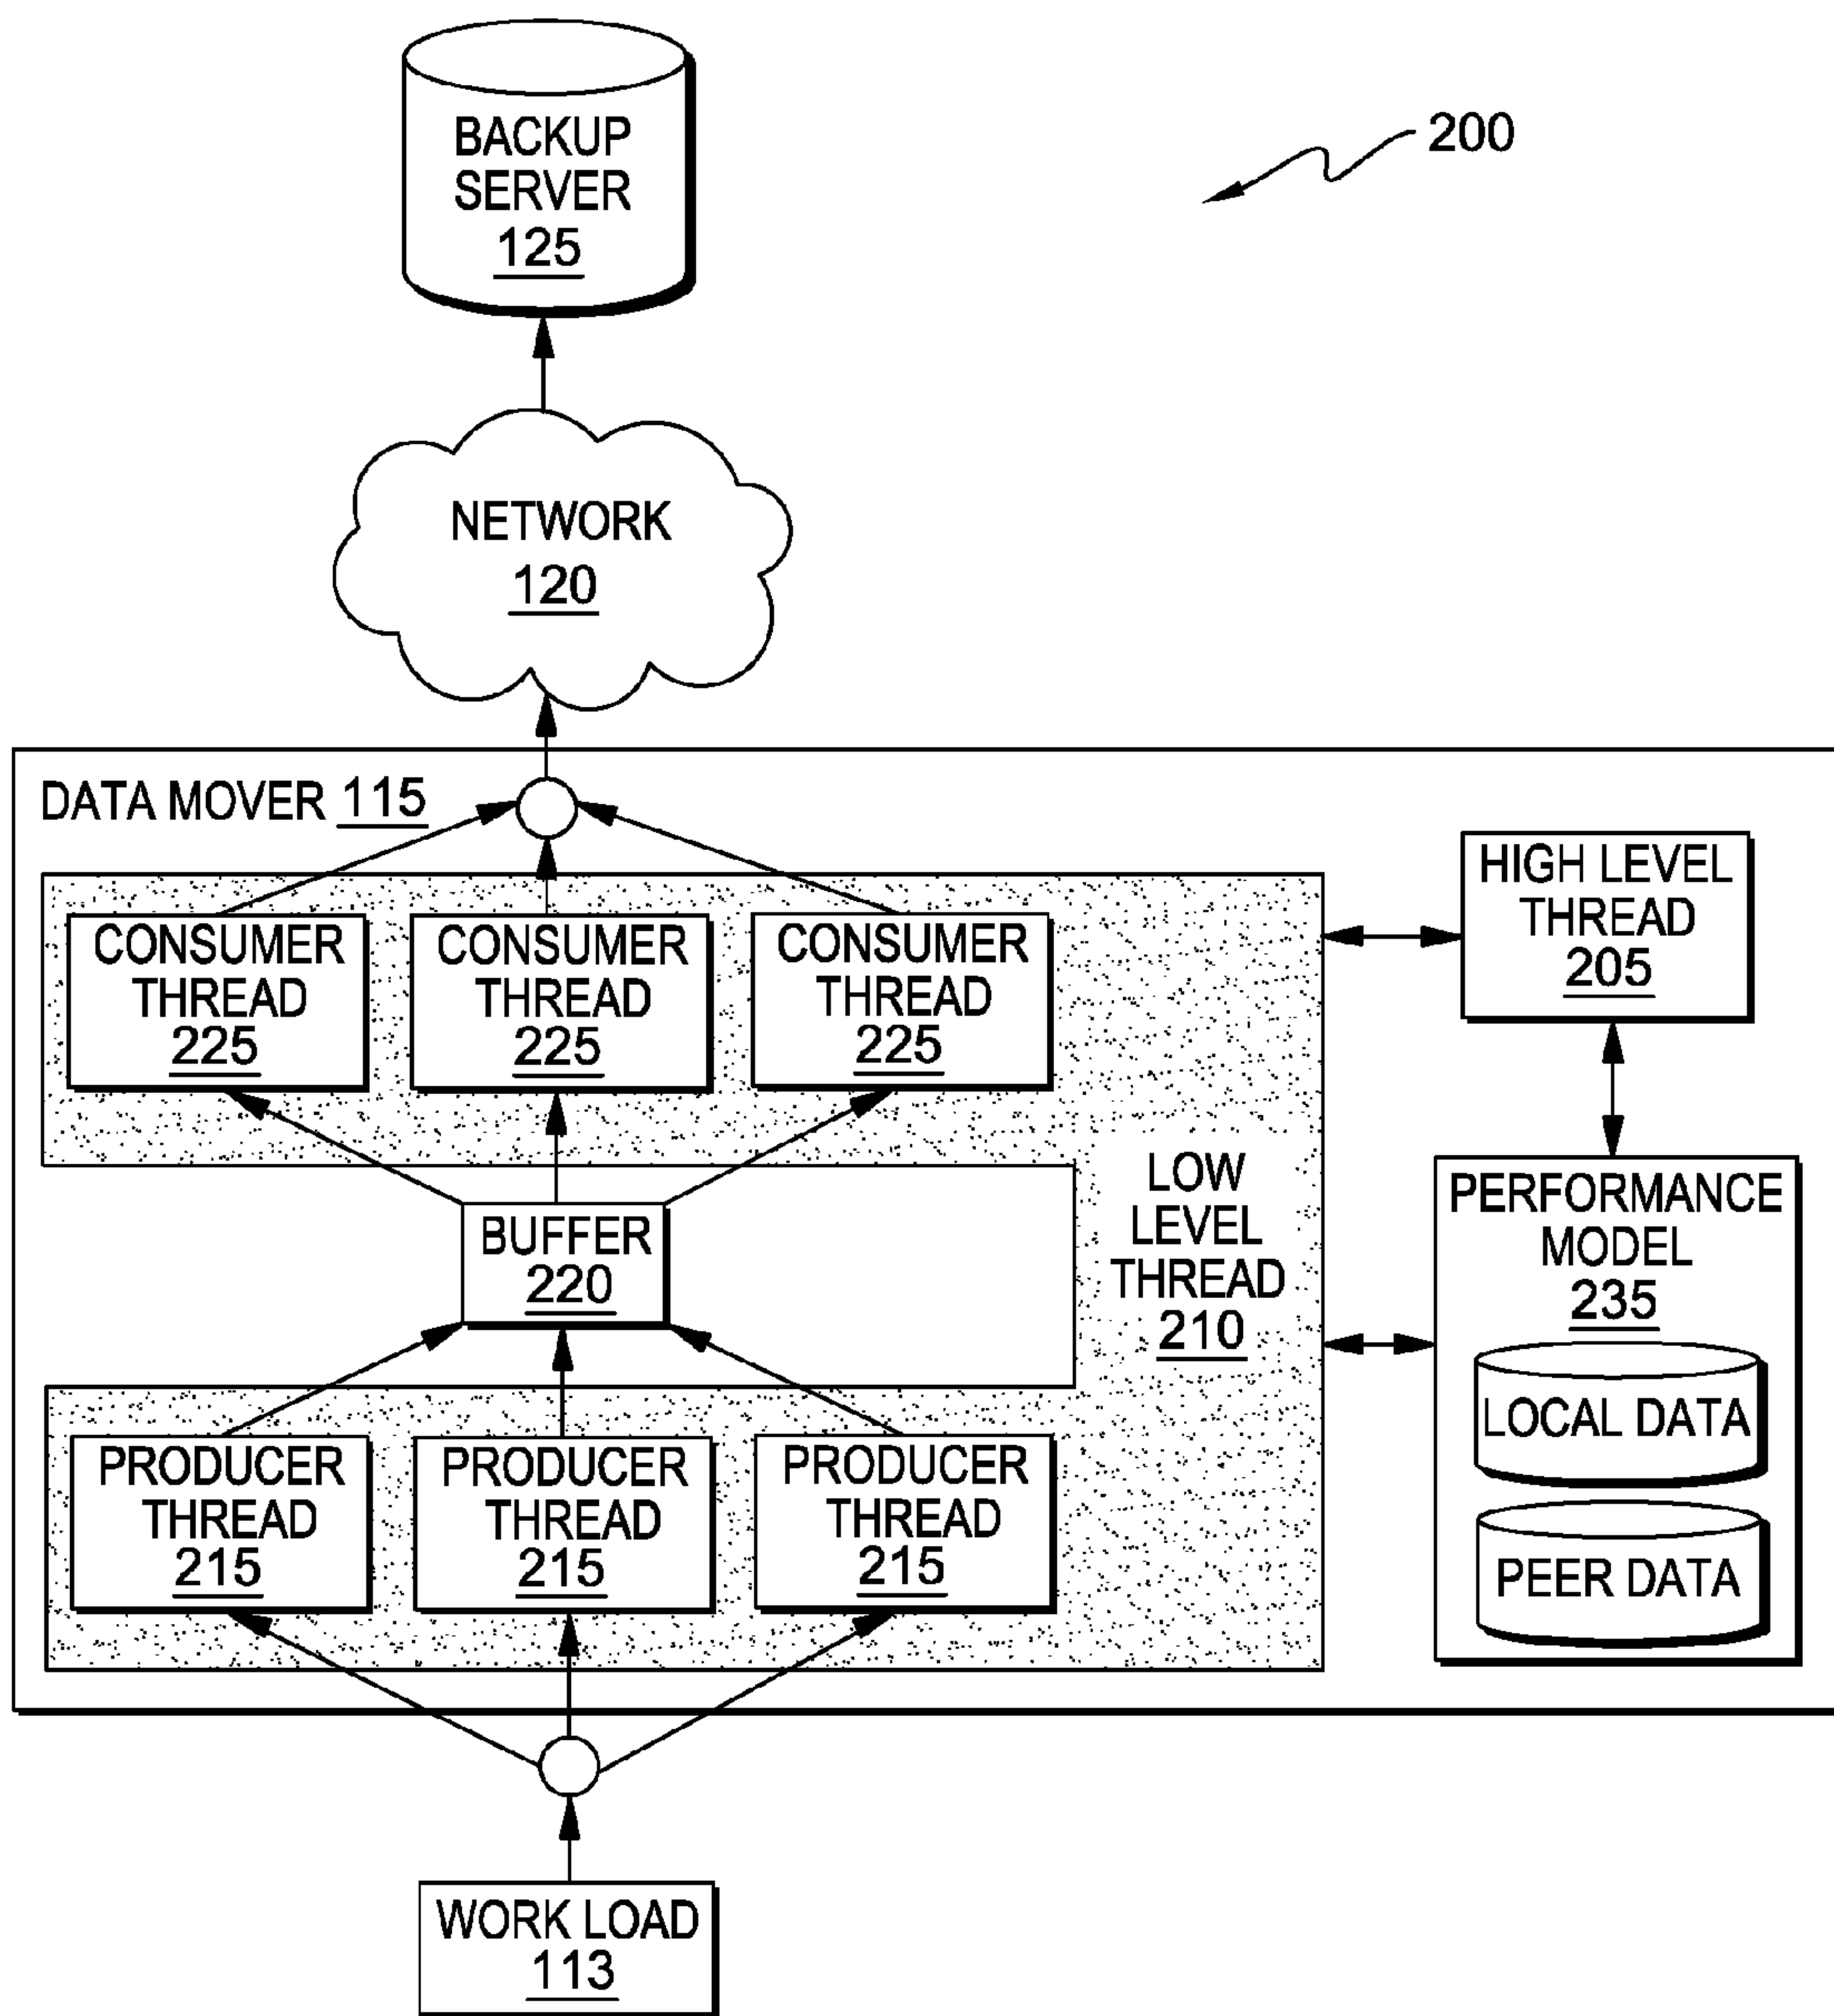 BACKUP
SERVER
125
200
NETWORK
120
DATA MOVER 115
HIGH LEVEL
THREAD
205
CONSUMER
THREAD
225
CONSUMER
THREAD
225
CONSUMER
THREAD
225
LOW
LEVEL
THREAD
210
BUFFER
220
PERFORMANCE
MODEL
235
LOCAL DATA
PEER DATA
PRODUCER
THREAD
215
PRODUCER
THREAD
215
PRODUCER
THREAD
215
WORK LOAD
113